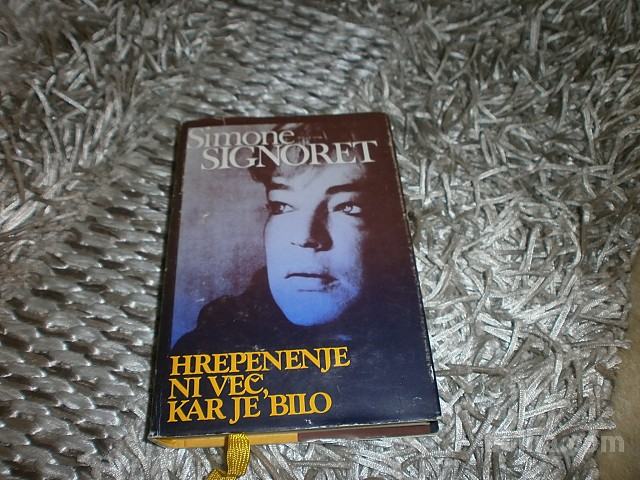 Simone
SIGNORET
HREPENENJE
NI VEČ,
KAR JE BILO